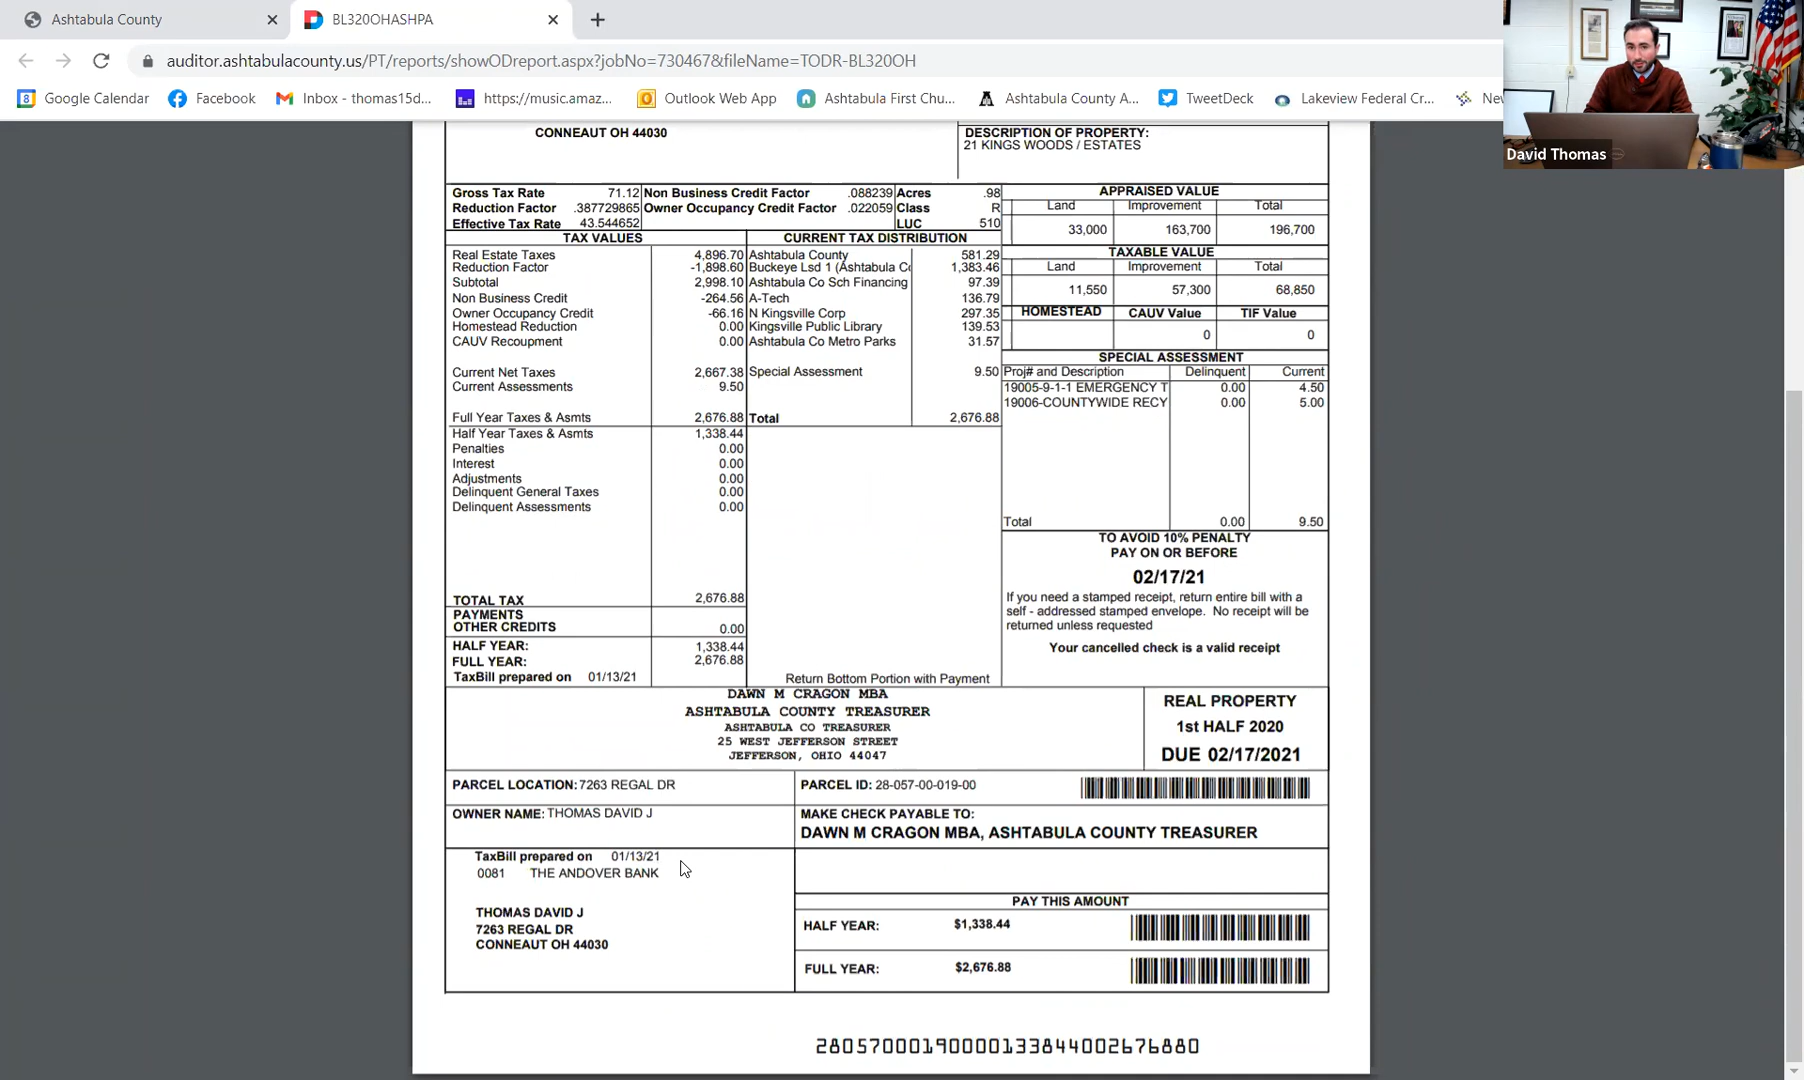 Ashtabula County
BL320OHASHPA
auditor.ashtabulacounty.us/PT/reports/showODreport.aspx?jobNo=730467&fileName=TODR-BL320OH
Google Calendar
Facebook
Inbox - thomas15d...
https://music.amaz...
Outlook Web App
Ashtabula First Chu...
Ashtabula County A...
TweetDeck
Lakeview Federal Cr...
New
David Thomas
CONNEAUT OH 44030
DESCRIPTION OF PROPERTY:
21 KINGS WOODS / ESTATES
Gross Tax Rate 71.12 Non Business Credit Factor .088239 Acres .98
Reduction Factor .387729865 Owner Occupancy Credit Factor .022059 Class R
Effective Tax Rate 43.544652 LUC 510
APPRAISED VALUE
Land Improvement Total
33,000 163,700 196,700
TAXABLE VALUE
Land Improvement Total
11,550 57,300 68,850
HOMESTEAD CAUV Value TIF Value
0 0
TAX VALUES
Real Estate Taxes 4,896.70
Reduction Factor -1,898.60
Subtotal 2,998.10
Non Business Credit -264.56
Owner Occupancy Credit -66.16
Homestead Reduction 0.00
CAUV Recoupment 0.00
Current Net Taxes 2,667.38
Current Assessments 9.50
Full Year Taxes & Asmts 2,676.88
Half Year Taxes & Asmts 1,338.44
Penalties 0.00
Interest 0.00
Adjustments 0.00
Delinquent General Taxes 0.00
Delinquent Assessments 0.00
TOTAL TAX 2,676.88
PAYMENTS
OTHER CREDITS 0.00
HALF YEAR: 1,338.44
FULL YEAR: 2,676.88
TaxBill prepared on 01/13/21
CURRENT TAX DISTRIBUTION
Ashtabula County 581.29
Buckeye Lsd 1 (Ashtabula Co 1,383.46
Ashtabula Co Sch Financing 97.39
A-Tech 136.79
N Kingsville Corp 297.35
Kingsville Public Library 139.53
Ashtabula Co Metro Parks 31.57
Special Assessment 9.50
Total 2,676.88
Return Bottom Portion with Payment
SPECIAL ASSESSMENT
Proj# and Description Delinquent Current
19005-9-1-1 EMERGENCY T 0.00 4.50
19006-COUNTYWIDE RECY 0.00 5.00
Total 0.00 9.50
TO AVOID 10% PENALTY
PAY ON OR BEFORE
02/17/21
If you need a stamped receipt, return entire bill with a
self - addressed stamped envelope. No receipt will be
returned unless requested
Your cancelled check is a valid receipt
DAWN M CRAGON MBA
ASHTABULA COUNTY TREASURER
ASHTABULA CO TREASURER
25 WEST JEFFERSON STREET
JEFFERSON, OHIO 44047
REAL PROPERTY
1st HALF 2020
DUE 02/17/2021
PARCEL LOCATION: 7263 REGAL DR
PARCEL ID: 28-057-00-019-00
OWNER NAME: THOMAS DAVID J
MAKE CHECK PAYABLE TO:
DAWN M CRAGON MBA, ASHTABULA COUNTY TREASURER
TaxBill prepared on 01/13/21
0081 THE ANDOVER BANK
THOMAS DAVID J
7263 REGAL DR
CONNEAUT OH 44030
PAY THIS AMOUNT
HALF YEAR: $1,338.44
FULL YEAR: $2,676.88
28057000190000133844002676880